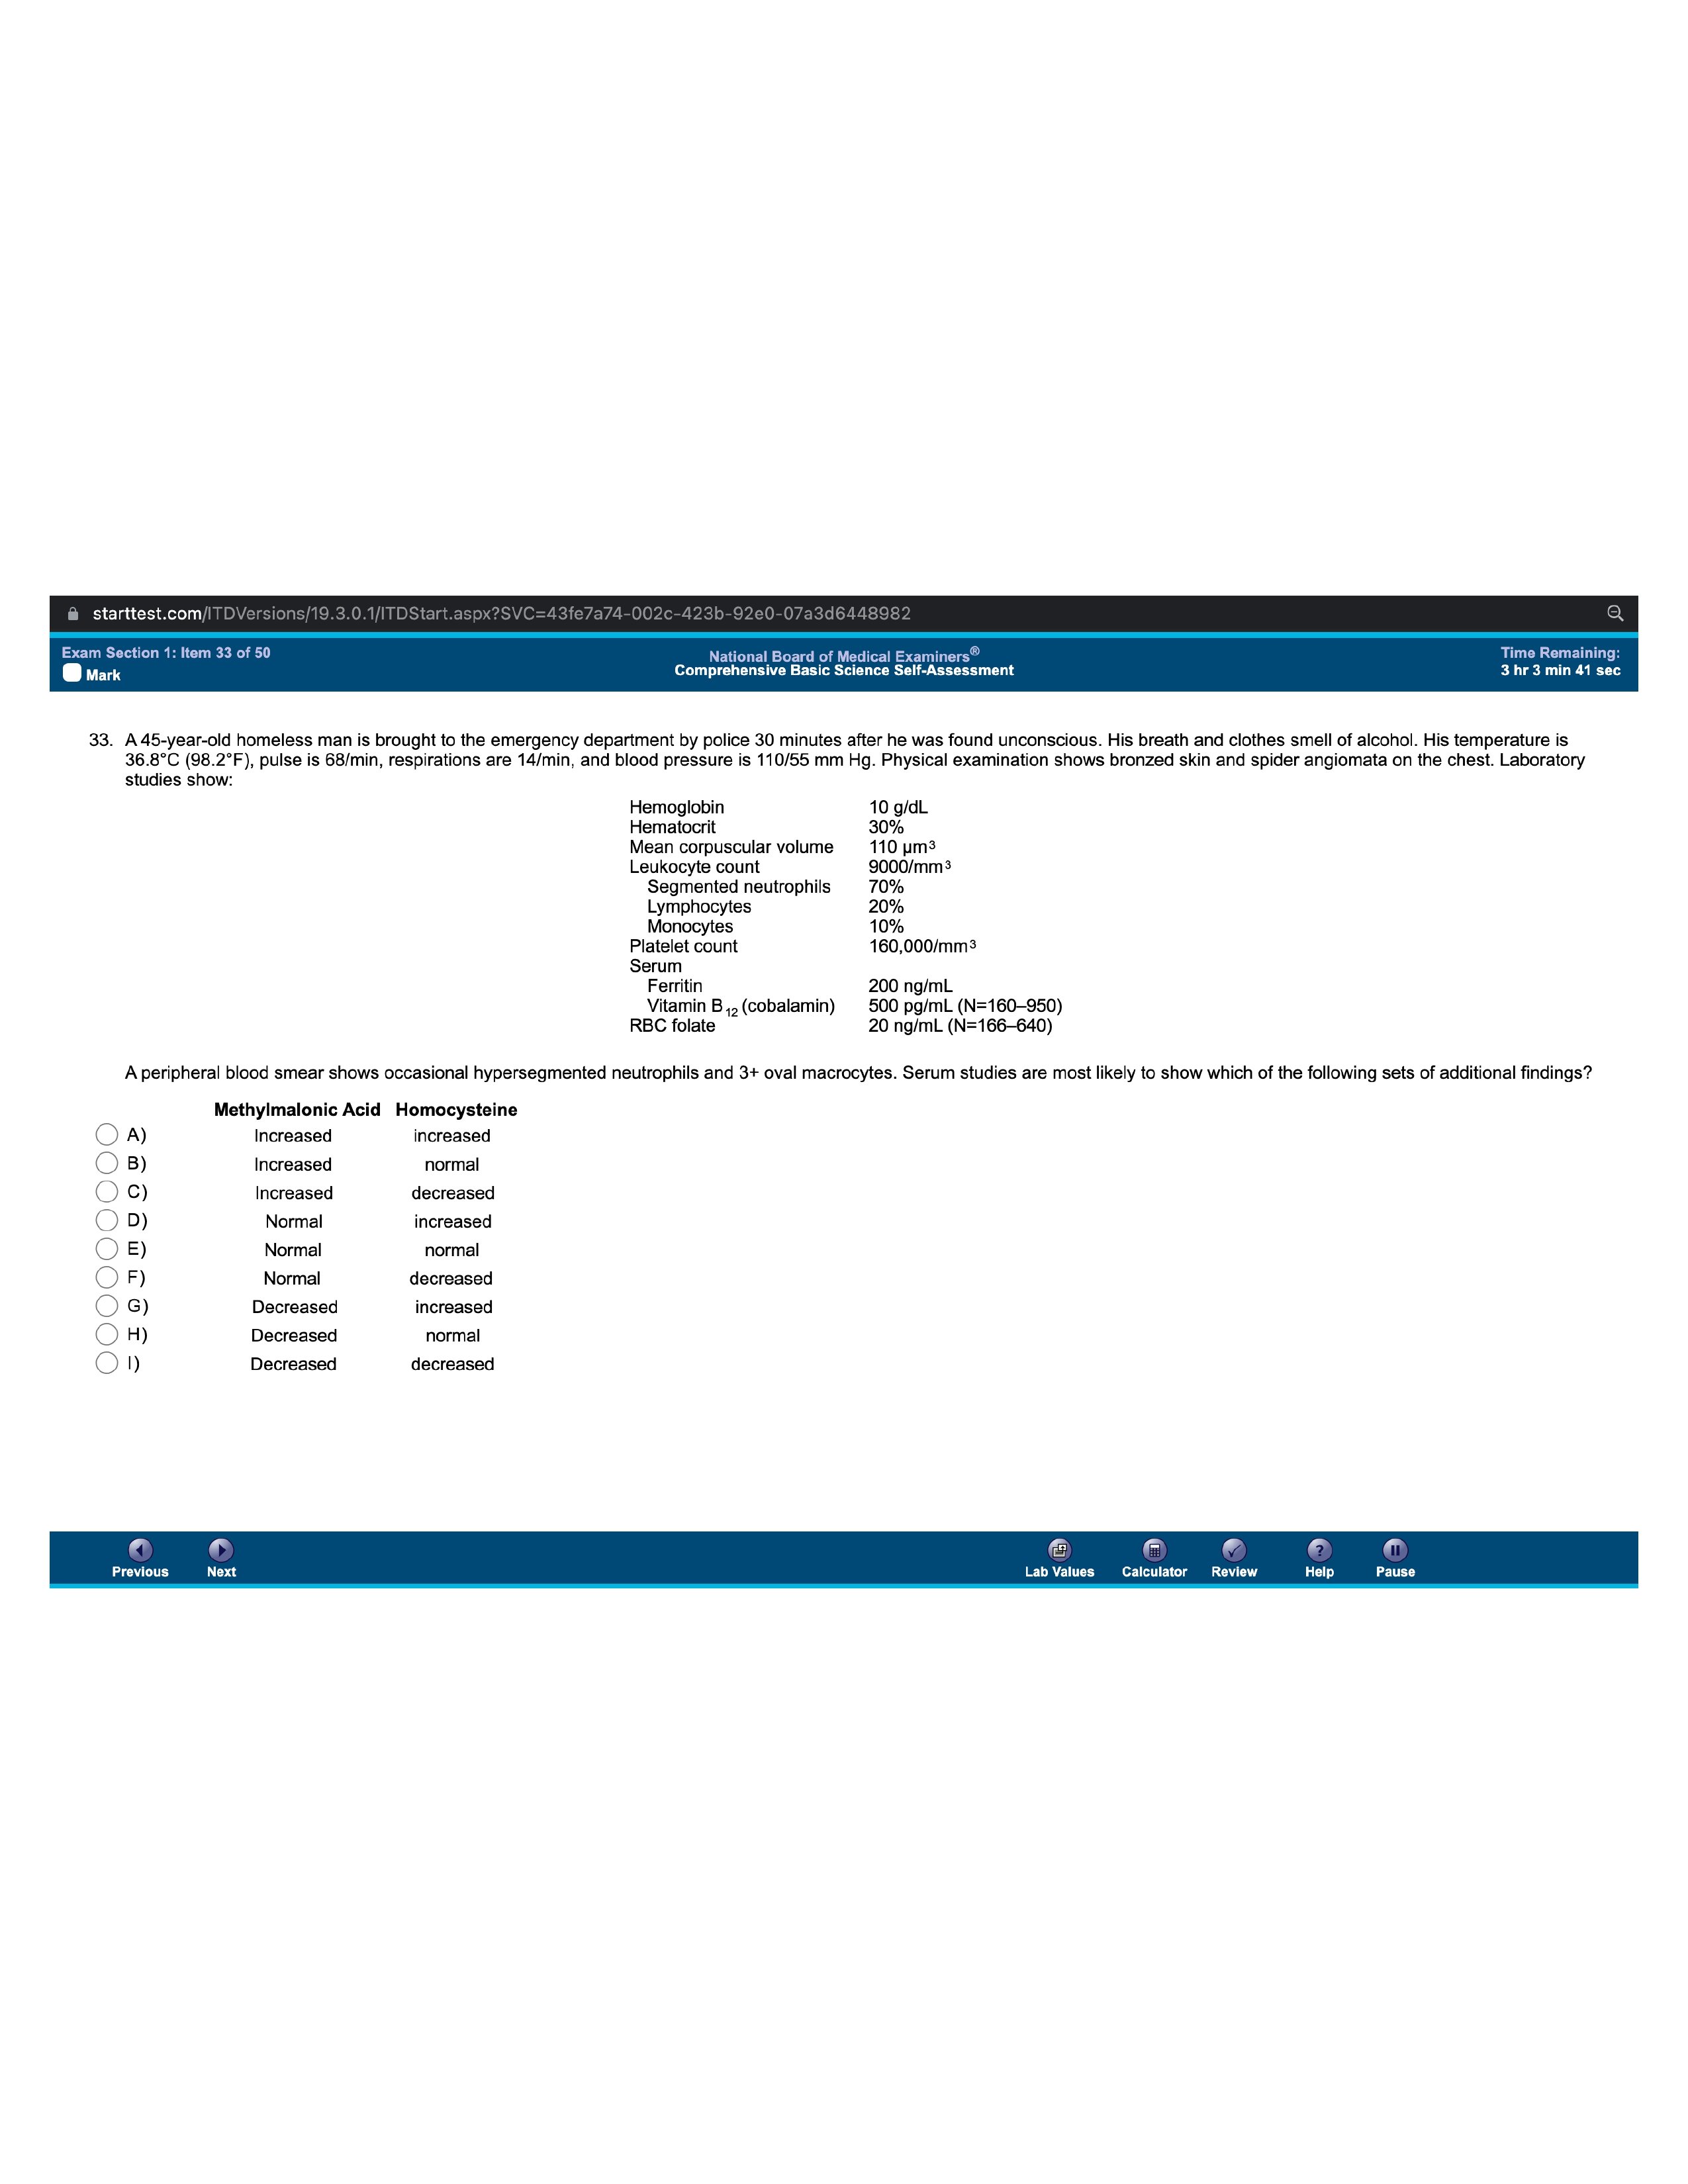 starttest.com/ITDVersions/19.3.0.1/ITDStart.aspx?SVC=43fe7a74-002c-423b-92e0-07a3d6448982
Exam Section 1: Item 33 of 50
Mark
National Board of Medical Examiners®
Comprehensive Basic Science Self-Assessment
Time Remaining:
3 hr 3 min 41 sec
33. A 45-year-old homeless man is brought to the emergency department by police 30 minutes after he was found unconscious. His breath and clothes smell of alcohol. His temperature is
36.8°C (98.2°F), pulse is 68/min, respirations are 14/min, and blood pressure is 110/55 mm Hg. Physical examination shows bronzed skin and spider angiomata on the chest. Laboratory
studies show:
Hemoglobin 10 g/dL
Hematocrit 30%
Mean corpuscular volume 110 µm3
Leukocyte count 9000/mm3
Segmented neutrophils 70%
Lymphocytes 20%
Monocytes 10%
Platelet count 160,000/mm3
Serum
Ferritin 200 ng/mL
Vitamin B12 (cobalamin) 500 pg/mL (N=160–950)
RBC folate 20 ng/mL (N=166–640)
A peripheral blood smear shows occasional hypersegmented neutrophils and 3+ oval macrocytes. Serum studies are most likely to show which of the following sets of additional findings?
Methylmalonic Acid Homocysteine
A) Increased increased
B) Increased normal
C) Increased decreased
D) Normal increased
E) Normal normal
F) Normal decreased
G) Decreased increased
H) Decreased normal
I) Decreased decreased
Previous Next Lab Values Calculator Review Help Pause